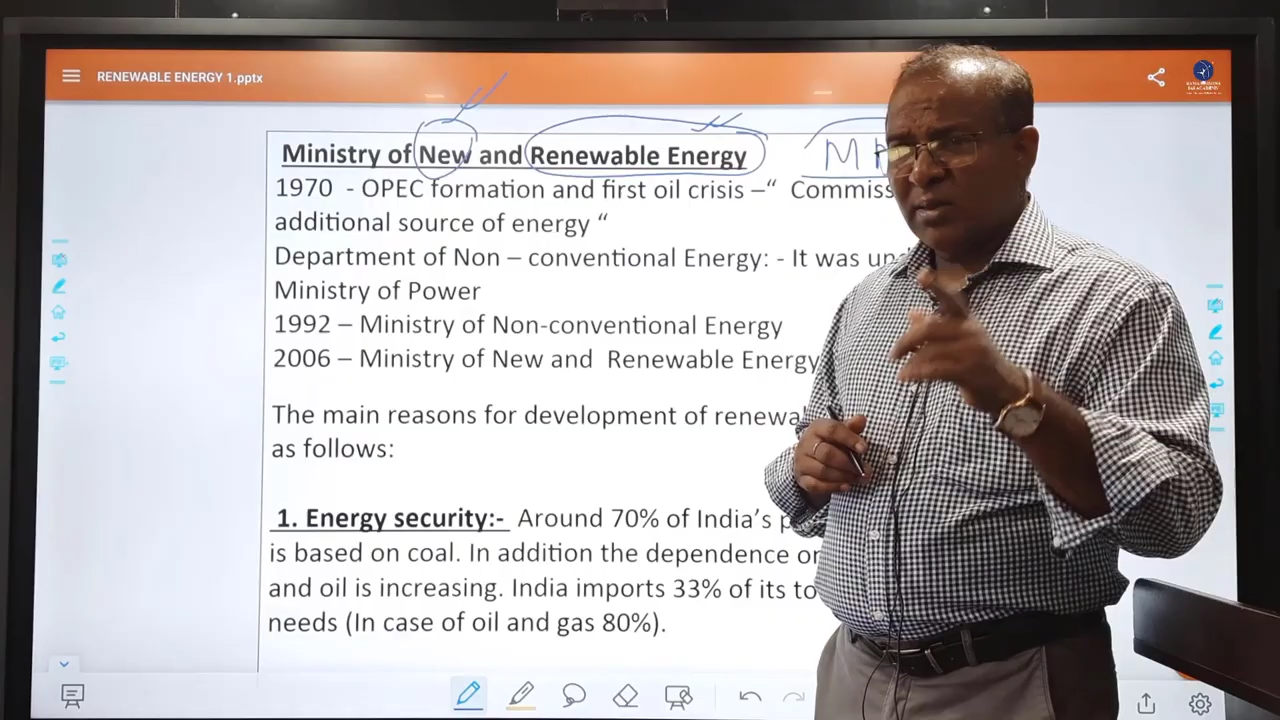 RENEWABLE ENERGY 1.pptx
Ministry of New and Renewable Energy M
1970 - OPEC formation and first oil crisis –“
additional source of energy “
Department of Non – conventional Energy: - It was
Ministry of Power
1992 – Ministry of Non-conventional Energy
2006 – Ministry of New and Renewable Energy
The main reasons for development of
as follows:
1. Energy security:- Around 70% of India’s
is based on coal. In addition the dependence
and oil is increasing. India imports 33% of its
needs (In case of oil and gas 80%).